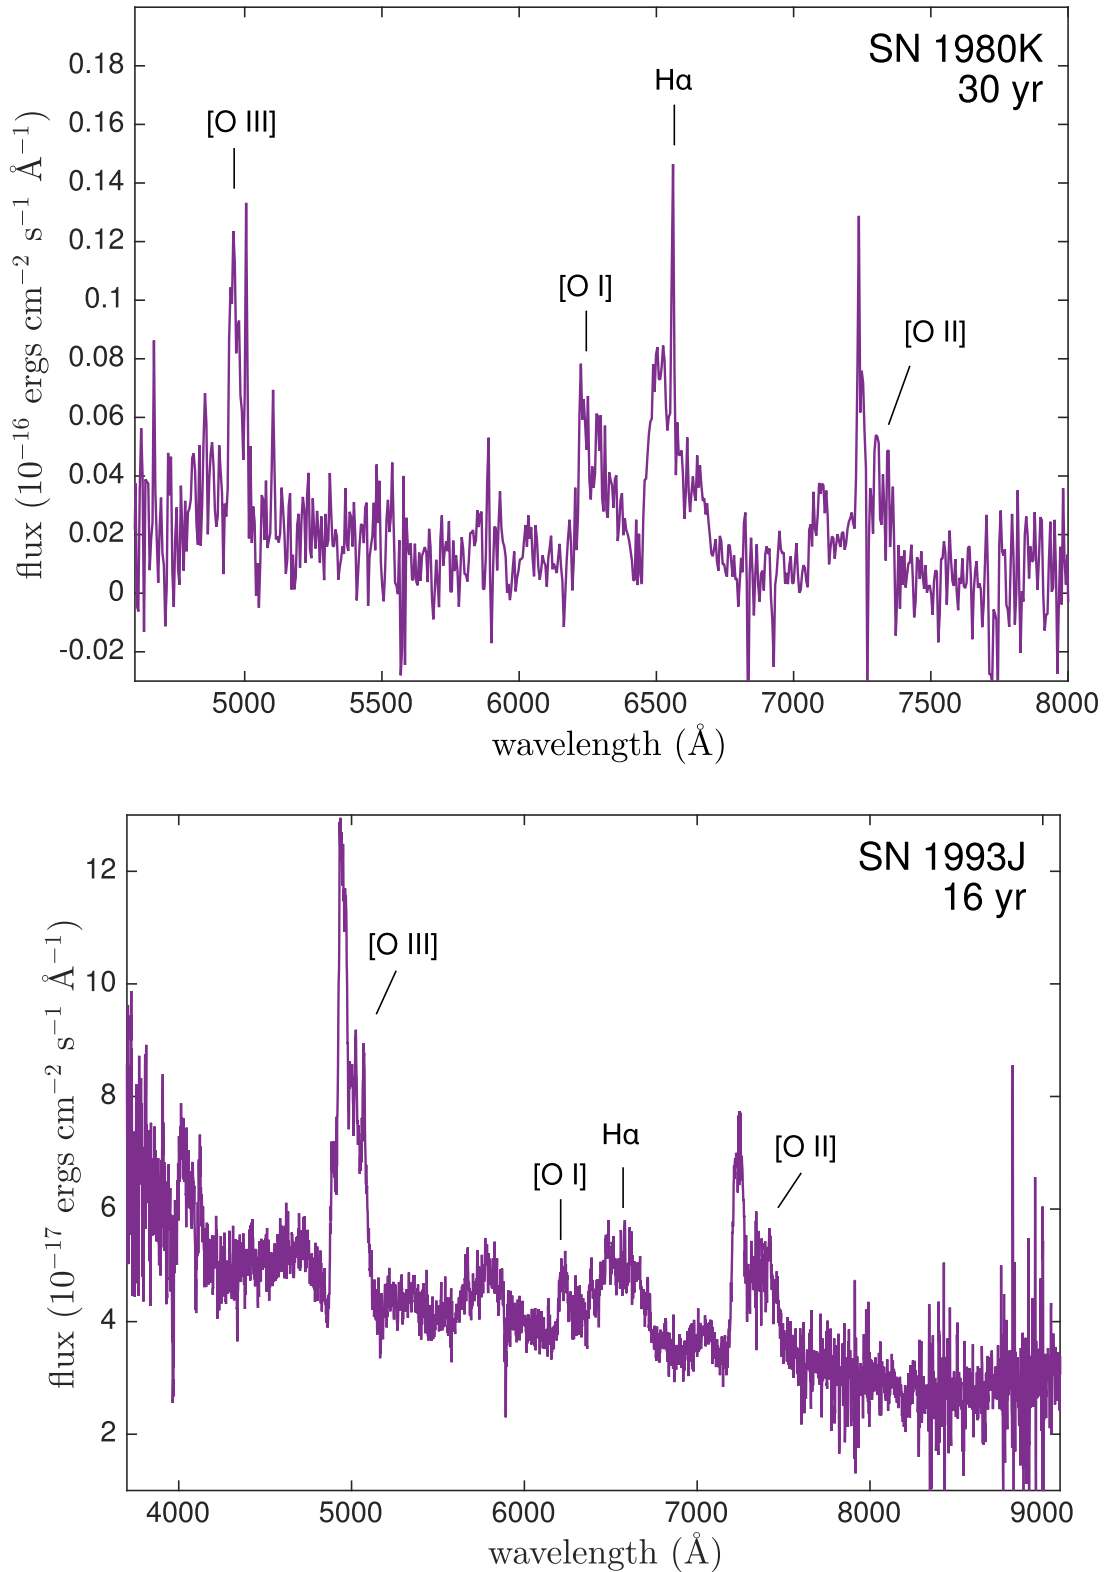 SN 1980K
30 yr
Hα
[O III]
[O I]
[O II]
0.18
0.16
0.14
0.12
0.1
0.08
0.06
0.04
0.02
0
-0.02
flux (10⁻¹⁶ ergs cm⁻² s⁻¹ Å⁻¹)
5000 5500 6000 6500 7000 7500 8000
wavelength (Å)
SN 1993J
16 yr
[O III]
Hα
[O I]
[O II]
12
10
8
6
4
2
flux (10⁻¹⁷ ergs cm⁻² s⁻¹ Å⁻¹)
4000 5000 6000 7000 8000 9000
wavelength (Å)